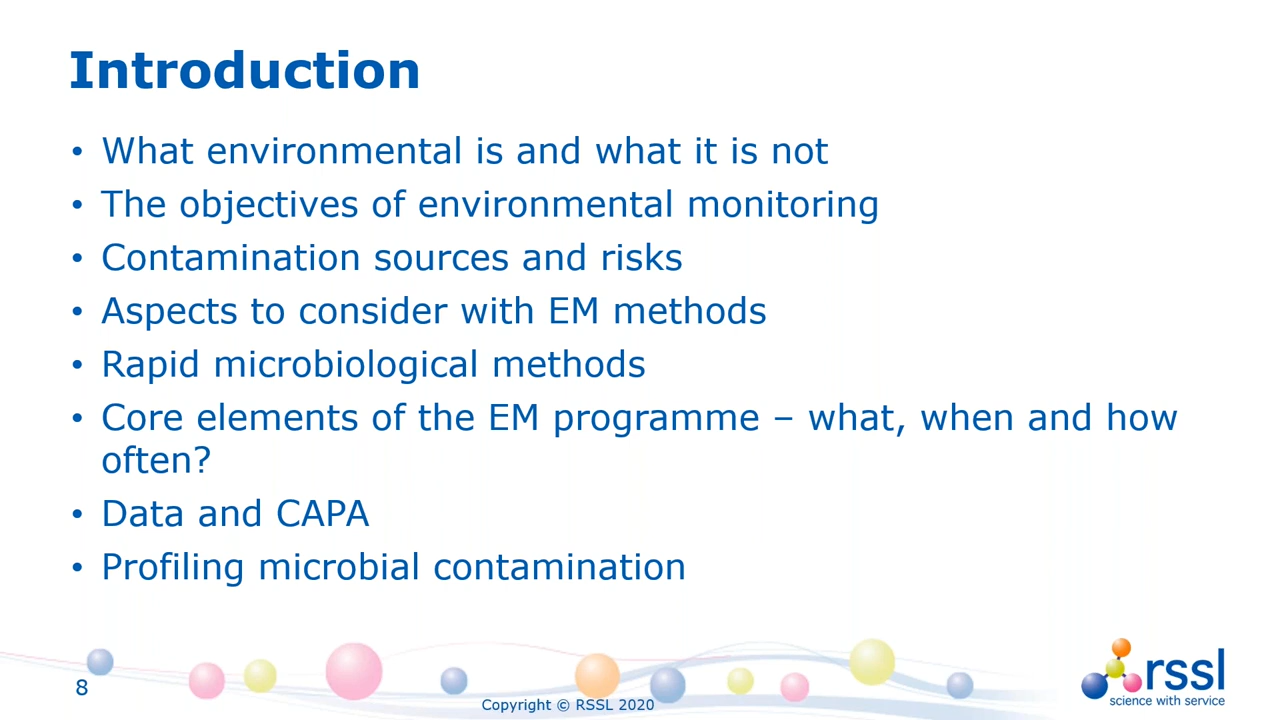 Introduction
• What environmental is and what it is not
• The objectives of environmental monitoring
• Contamination sources and risks
• Aspects to consider with EM methods
• Rapid microbiological methods
• Core elements of the EM programme – what, when and how
often?
• Data and CAPA
• Profiling microbial contamination
8
Copyright © RSSL 2020
rssl
science with service